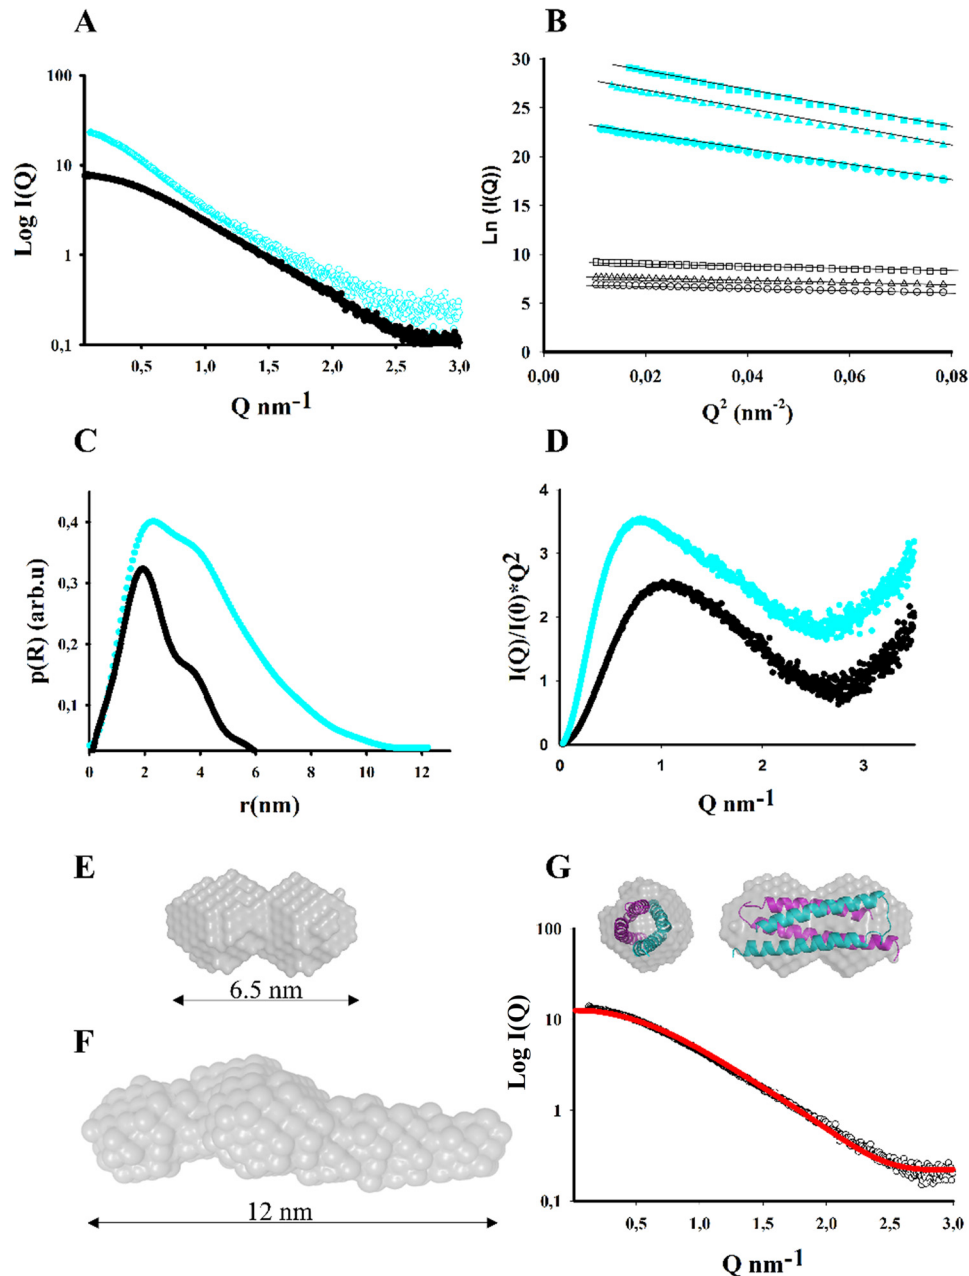 A
B
Log I(Q)
100
10
1
0,1
0,5
1,0
1,5
2,0
2,5
3,0
Q nm-1
Ln (I(Q))
30
25
20
15
10
5
0
0,00
0,02
0,04
0,06
0,08
Q2 (nm-2)
C
D
p(R) (arb.u)
0,4
0,3
0,2
0,1
0
2
4
6
8
10
12
r(nm)
I(Q)/I(0)*Q2
4
3
2
1
0
0
1
2
3
Q nm-1
E
6.5 nm
F
12 nm
G
Log I(Q)
100
10
1
0,1
0,5
1,0
1,5
2,0
2,5
3,0
Q nm-1